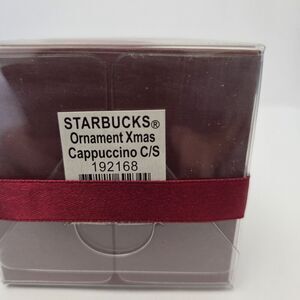 STARBUCKS®
Ornament Xmas
Cappuccino C/S
192168